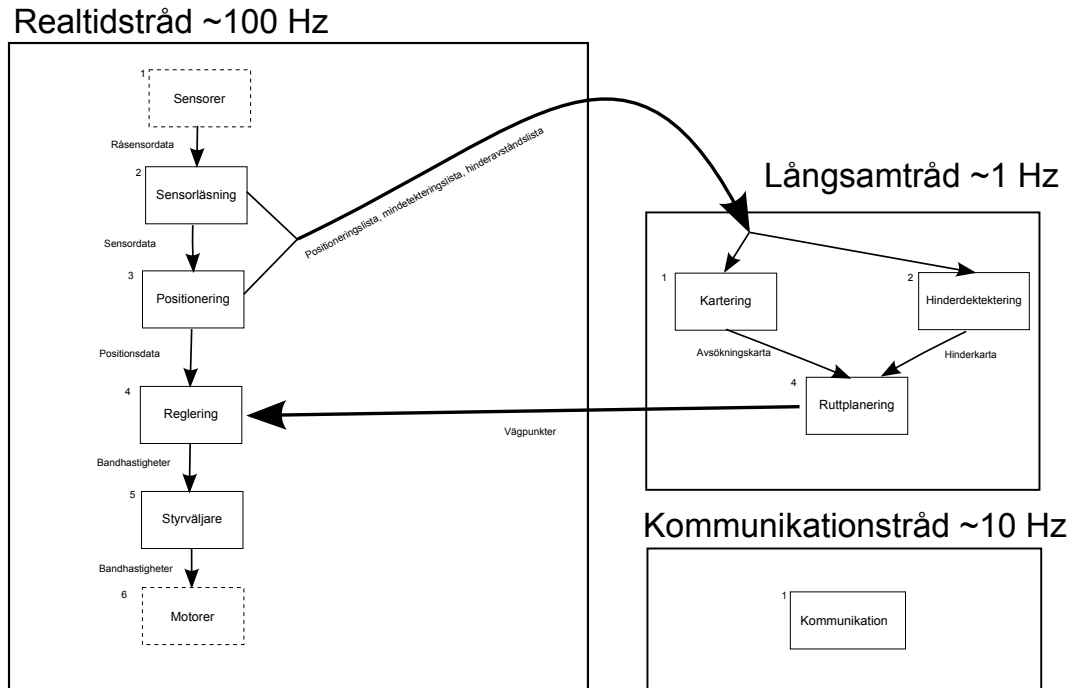 Realtidstråd ~100 Hz
1
Sensorer
Råsensordata
2
Sensorläsning
Sensordata
3
Positionering
Positionsdata
4
Reglering
Bandhastigheter
5
Styrväljare
Bandhastigheter
6
Motorer
Positioneringslista, mindetekteringslista, hinderavståndslista
Vägpunkter
Långsamtråd ~1 Hz
1
Kartering
2
Hinderdektektering
Avsökningskarta
Hinderkarta
4
Ruttplanering
Kommunikationstråd ~10 Hz
1
Kommunikation